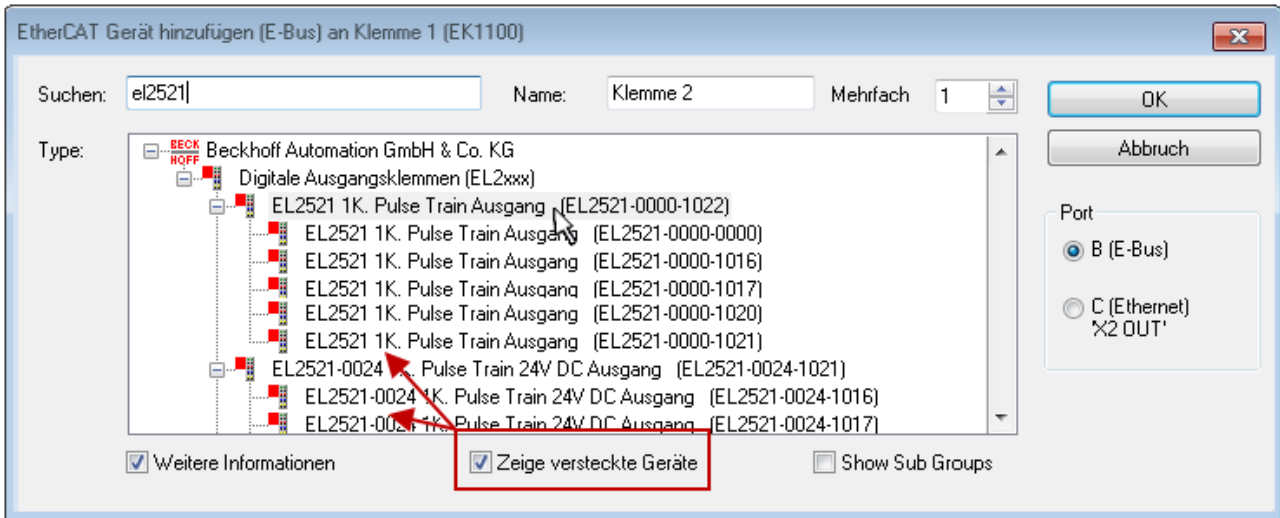 EtherCAT Gerät hinzufügen (E-Bus) an Klemme 1 (EK1100)
Suchen: el2521 Name: Klemme 2 Mehrfach 1 OK
Type: BECKHOFF Beckhoff Automation GmbH & Co. KG Abbruch
Digitale Ausgangsklemmen (EL2xxx)
EL2521 1K. Pulse Train Ausgang (EL2521-0000-1022)
Port
EL2521 1K. Pulse Train Ausgang (EL2521-0000-0000)
B (E-Bus)
EL2521 1K. Pulse Train Ausgang (EL2521-0000-1016)
EL2521 1K. Pulse Train Ausgang (EL2521-0000-1017)
EL2521 1K. Pulse Train Ausgang (EL2521-0000-1020)
C (Ethernet)
'X2 OUT'
EL2521 1K. Pulse Train Ausgang (EL2521-0000-1021)
EL2521-0024 1K. Pulse Train 24V DC Ausgang (EL2521-0024-1021)
EL2521-0024 1K. Pulse Train 24V DC Ausgang (EL2521-0024-1016)
EL2521-0024 1K. Pulse Train 24V DC Ausgang (EL2521-0024-1017)
Weitere Informationen Zeige versteckte Geräte Show Sub Groups